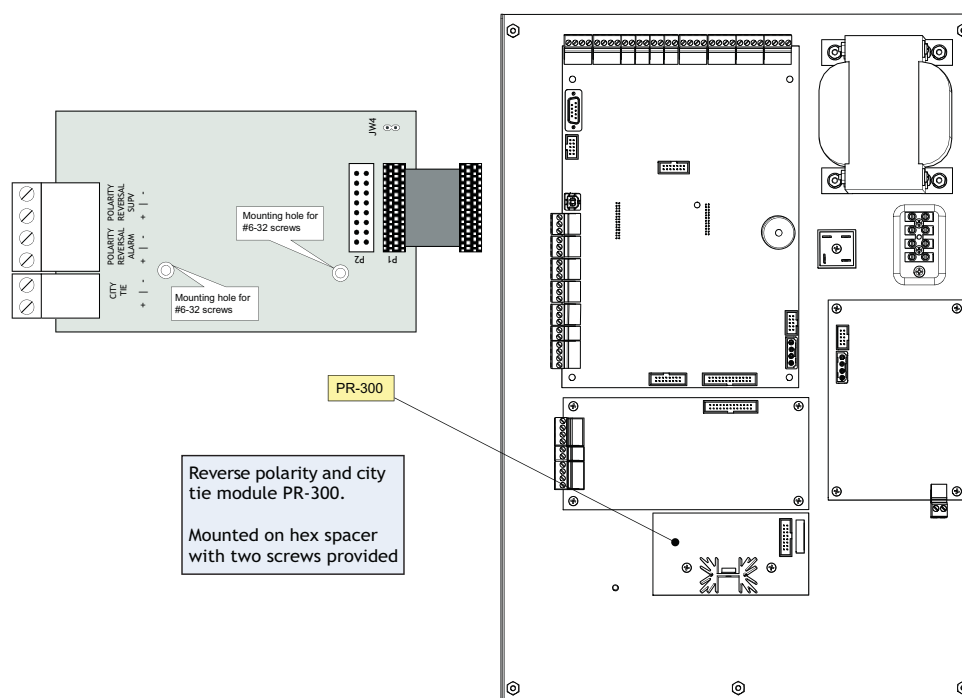 JW4
POLARITY
REVERSAL
SUPV
+ | -
POLARITY
REVERSAL
ALARM
+ | -
CITY
TIE
+ | -
Mounting hole for
#6-32 screws
Mounting hole for
#6-32 screws
P2
P1
PR-300
Reverse polarity and city
tie module PR-300.
Mounted on hex spacer
with two screws provided